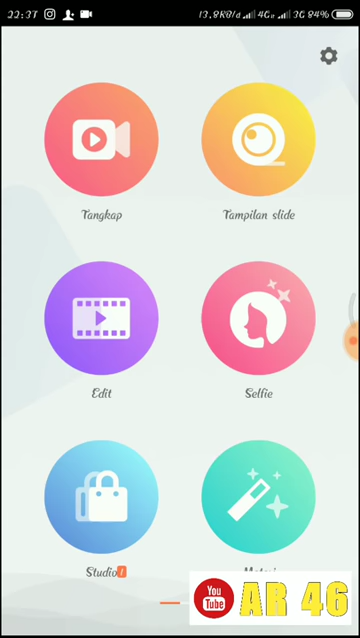 22:37 13,8KB/d 4G 3G 84%
Tangkap Tampilan slide
Edit Selfie
Studio
You
Tube
AR 46